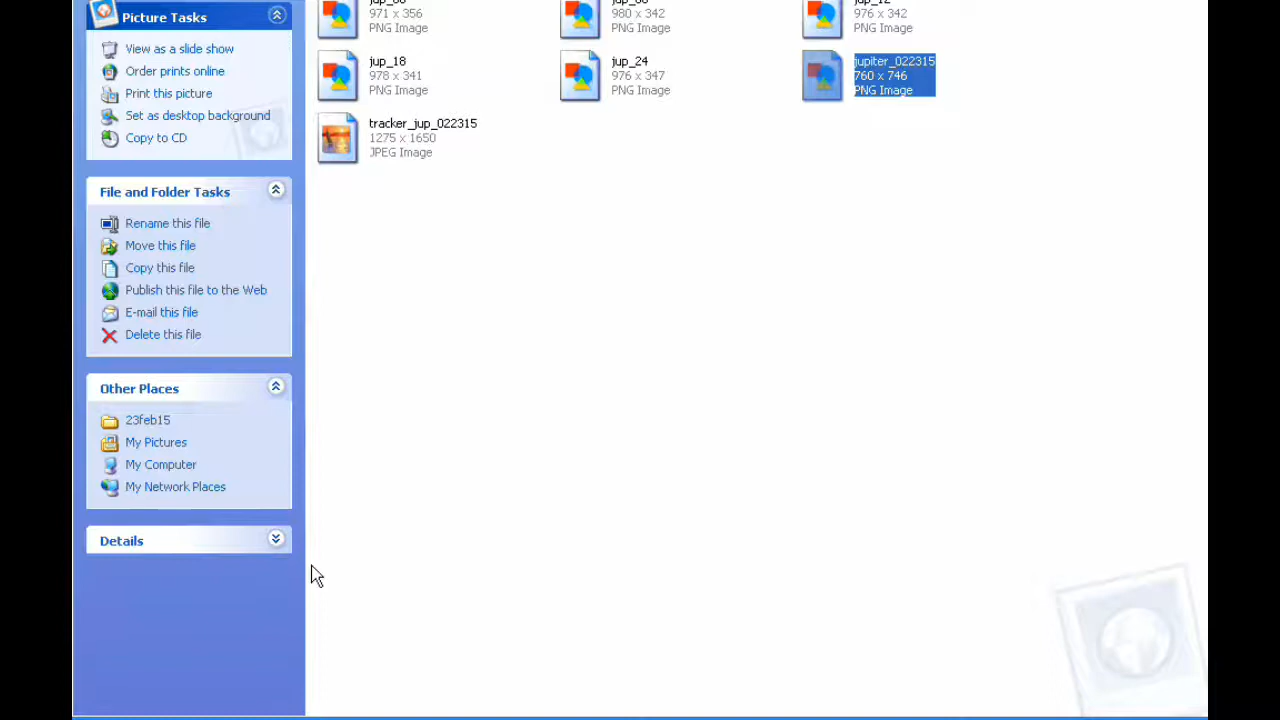 Picture Tasks
View as a slide show
Order prints online
Print this picture
Set as desktop background
Copy to CD
File and Folder Tasks
Rename this file
Move this file
Copy this file
Publish this file to the Web
E-mail this file
Delete this file
Other Places
23feb15
My Pictures
My Computer
My Network Places
Details
971 x 356
PNG Image
980 x 342
PNG Image
976 x 342
PNG Image
jup_18
978 x 341
PNG Image
jup_24
976 x 347
PNG Image
jupiter_022315
760 x 746
PNG Image
tracker_jup_022315
1275 x 1650
JPEG Image